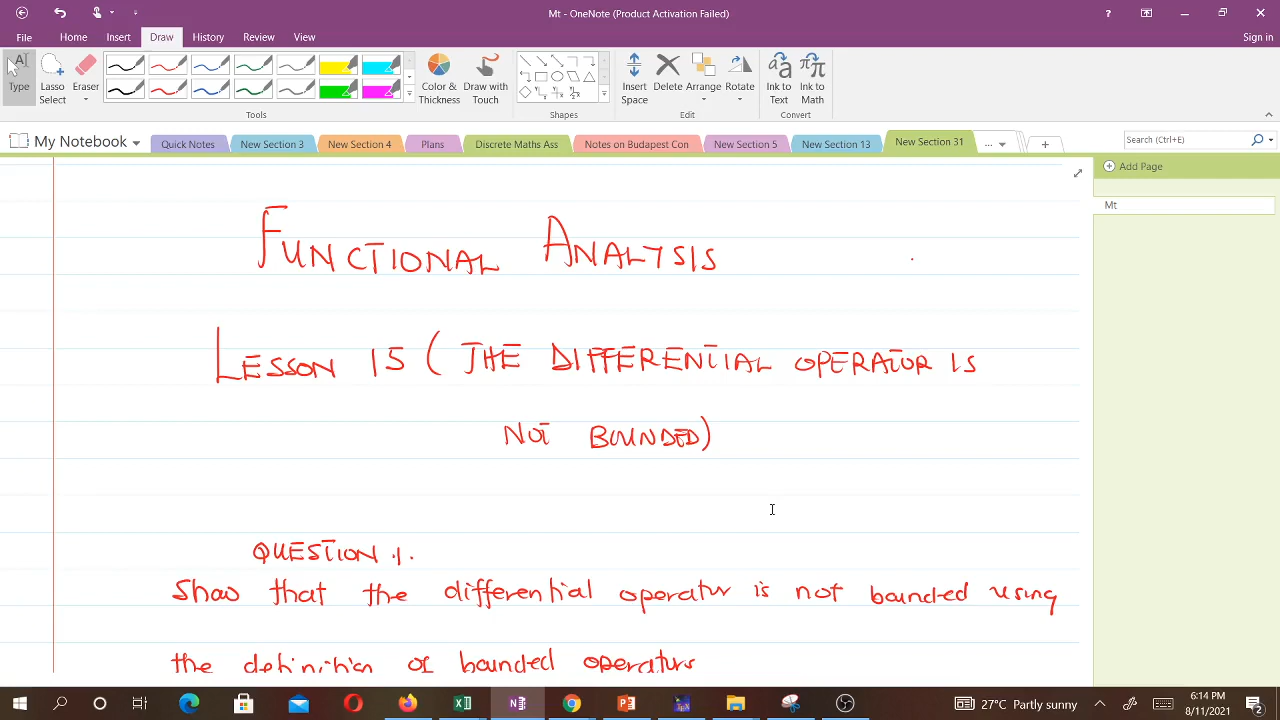 Mt - OneNote (Product Activation Failed)
?
File Home Insert Draw History Review View Sign in
Type Lasso Select Eraser Color & Thickness Draw with Touch Insert Space Delete Arrange Rotate Ink to Text Ink to Math
Tools Shapes Edit Convert
My Notebook Quick Notes New Section 3 New Section 4 Plans Discrete Maths Ass Notes on Budapest Con New Section 5 New Section 13 New Section 31 ... + Search (Ctrl+E)
Add Page
Mt
FUNCTIONAL ANALYSIS
LESSON 15 (THE DIFFERENTIAL OPERATOR IS
NOT BOUNDED)
QUESTION 1.
Show that the differential operator is not bounded using
the definition of bounded operators
27°C Partly sunny
6:14 PM
8/11/2021